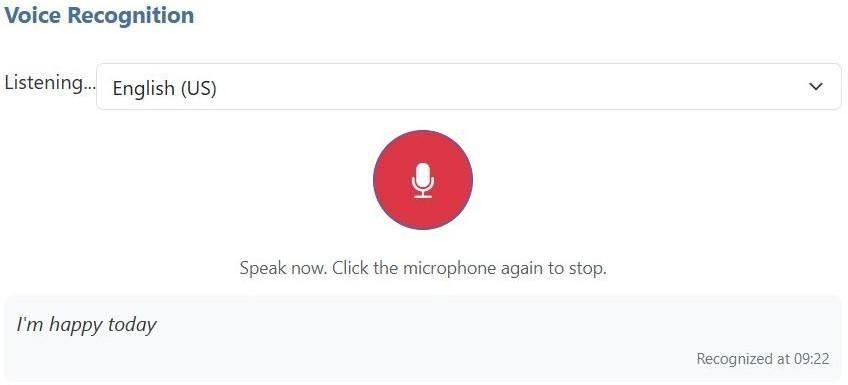 Voice Recognition
Listening...
English (US)
Speak now. Click the microphone again to stop.
I'm happy today
Recognized at 09:22